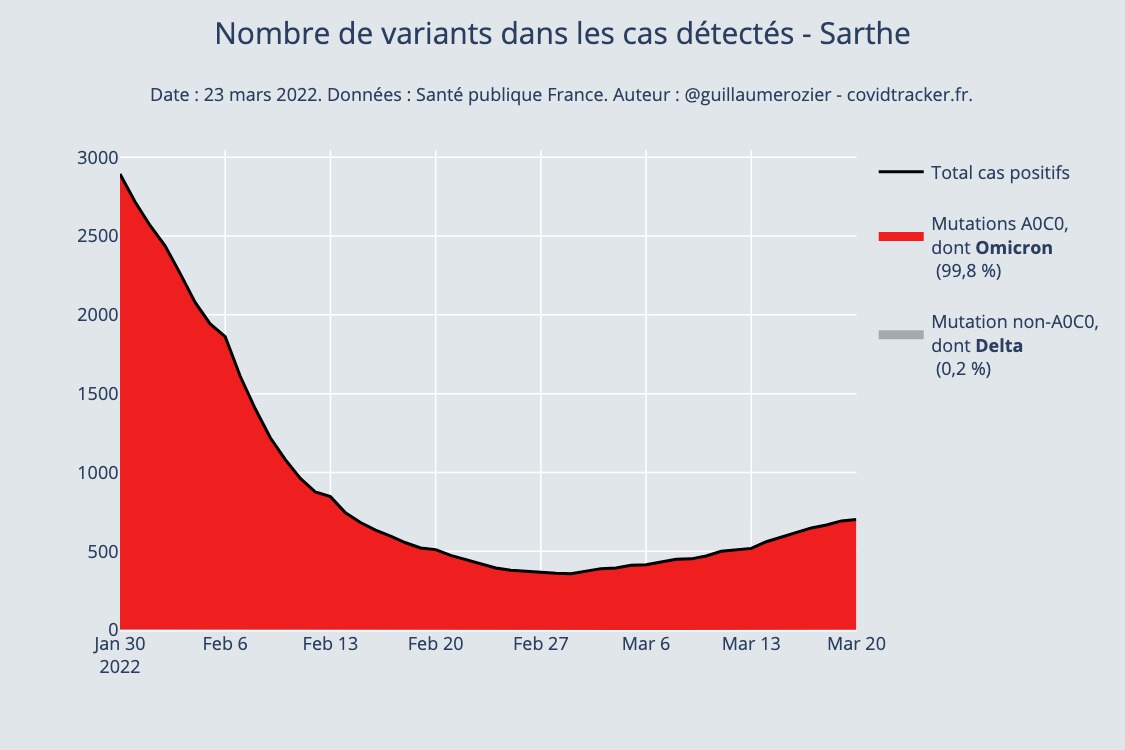 Nombre de variants dans les cas détectés - Sarthe
Date : 23 mars 2022. Données : Santé publique France. Auteur : @guillaumerozier - covidtracker.fr.
3000
2500
2000
1500
1000
500
0
Jan 30
2022
Feb 6
Feb 13
Feb 20
Feb 27
Mar 6
Mar 13
Mar 20
Total cas positifs
Mutations A0C0,
dont Omicron
(99,8 %)
Mutation non-A0C0,
dont Delta
(0,2 %)